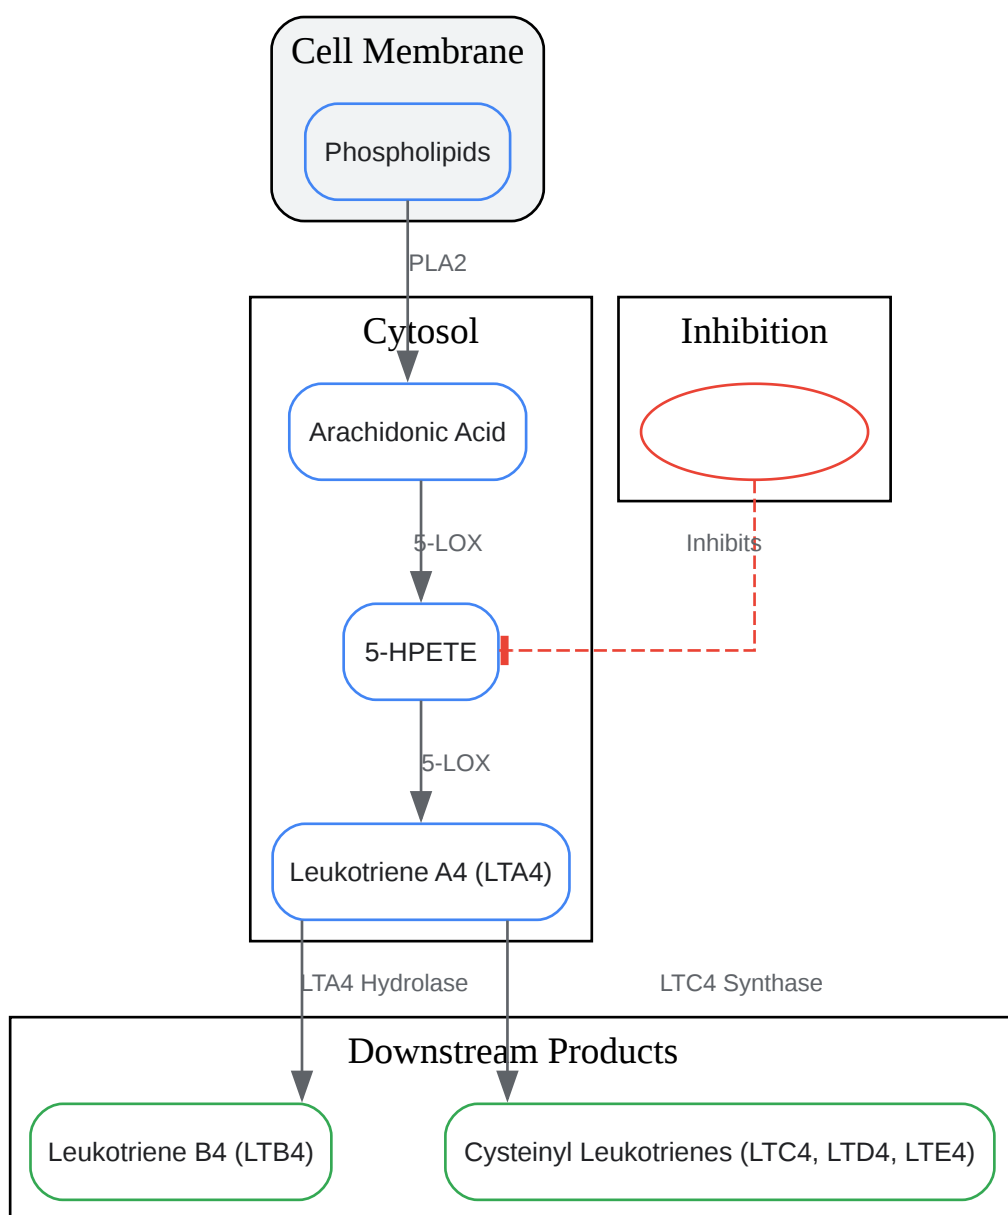 Cell Membrane
Phospholipids
PLA2
Cytosol
Inhibition
Arachidonic Acid
5-LOX
Inhibits
5-HPETE
5-LOX
Leukotriene A4 (LTA4)
LTA4 Hydrolase
LTC4 Synthase
Downstream Products
Leukotriene B4 (LTB4)
Cysteinyl Leukotrienes (LTC4, LTD4, LTE4)